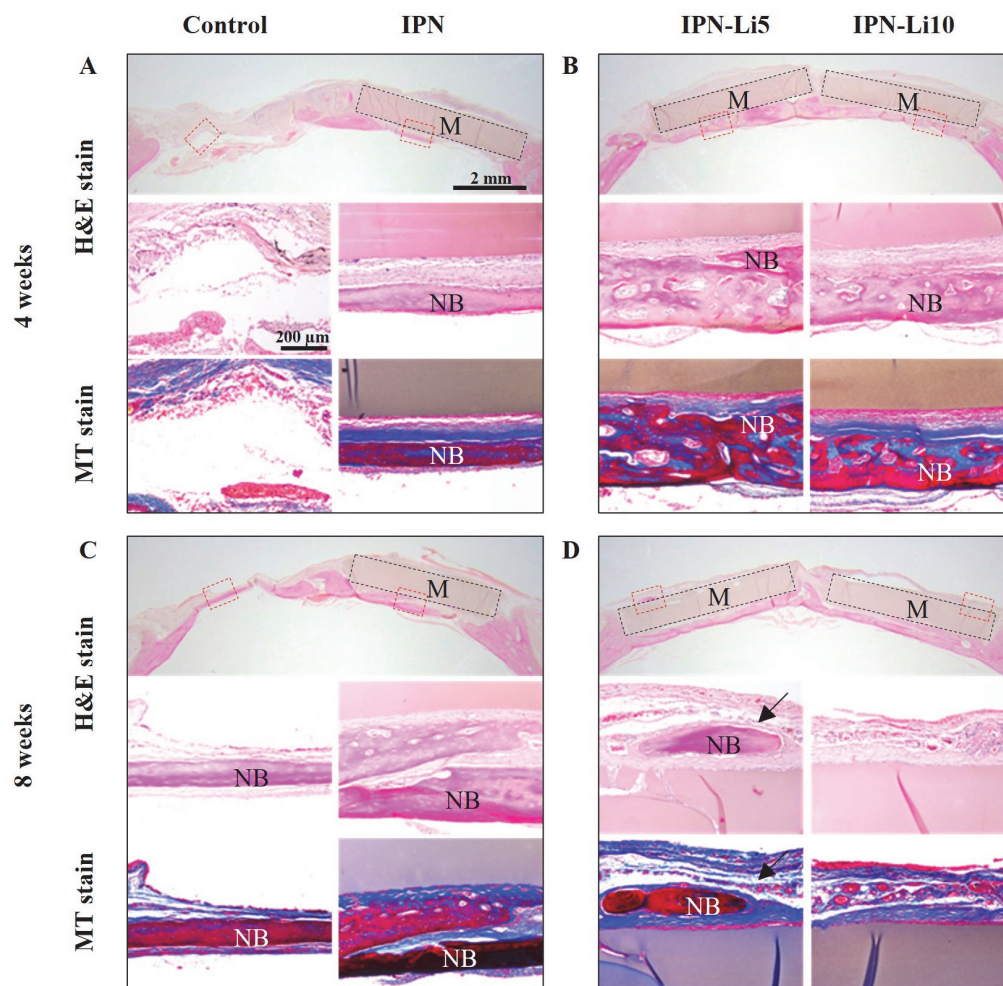 Control IPN IPN-Li5 IPN-Li10
A B
M M M
2 mm
H&E stain
4 weeks
NB NB NB
200 µm
MT stain
NB NB NB
C D
M M M
H&E stain
8 weeks
NB NB NB
MT stain
NB NB NB